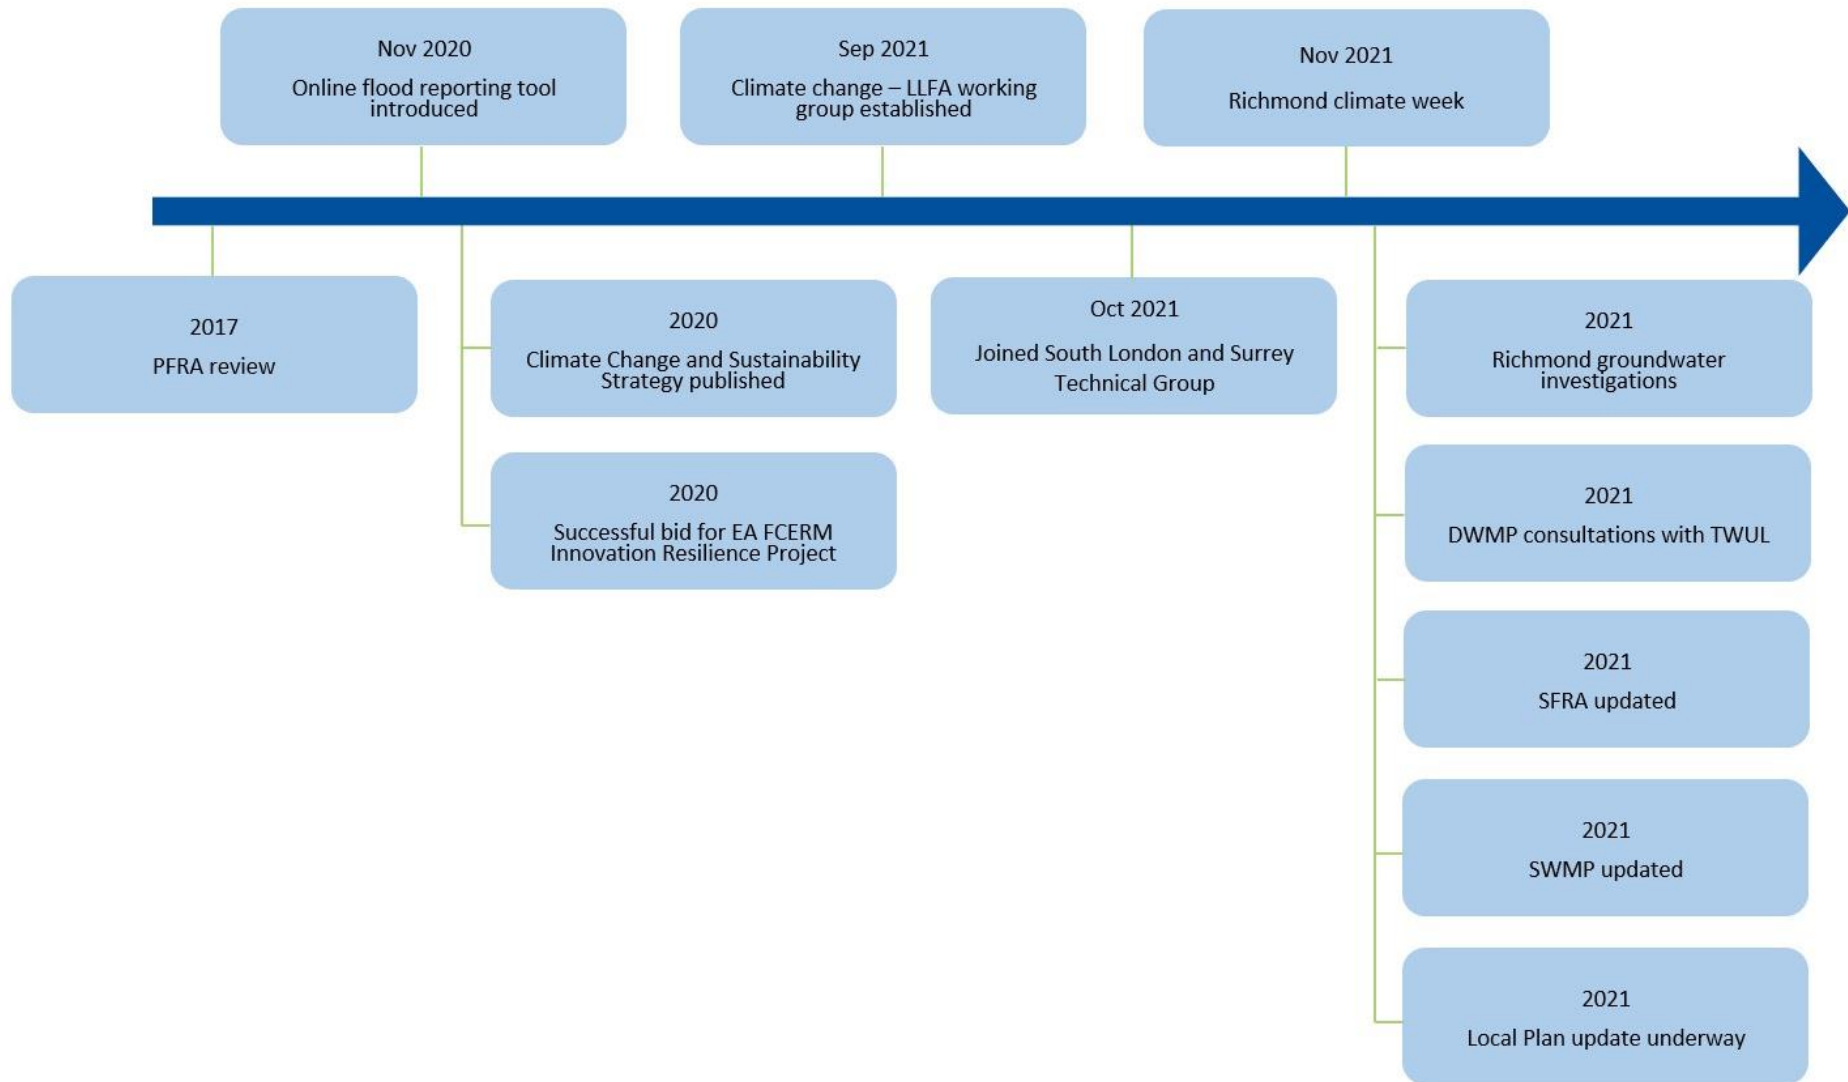 Nov 2020
Online flood reporting tool
introduced
Sep 2021
Climate change – LLFA working
group established
Nov 2021
Richmond climate week
2017
PFRA review
2020
Climate Change and Sustainability
Strategy published
2020
Successful bid for EA FCERM
Innovation Resilience Project
Oct 2021
Joined South London and Surrey
Technical Group
2021
Richmond groundwater
investigations
2021
DWMP consultations with TWUL
2021
SFRA updated
2021
SWMP updated
2021
Local Plan update underway